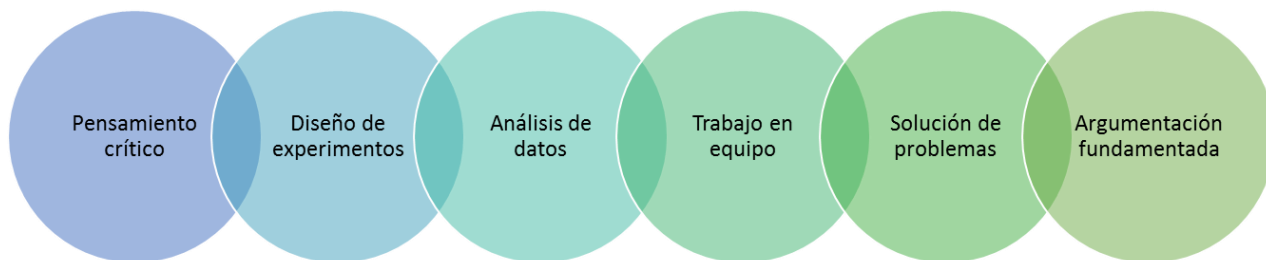 Pensamiento
crítico
Diseño de
experimentos
Análisis de
datos
Trabajo en
equipo
Solución de
problemas
Argumentación
fundamentada